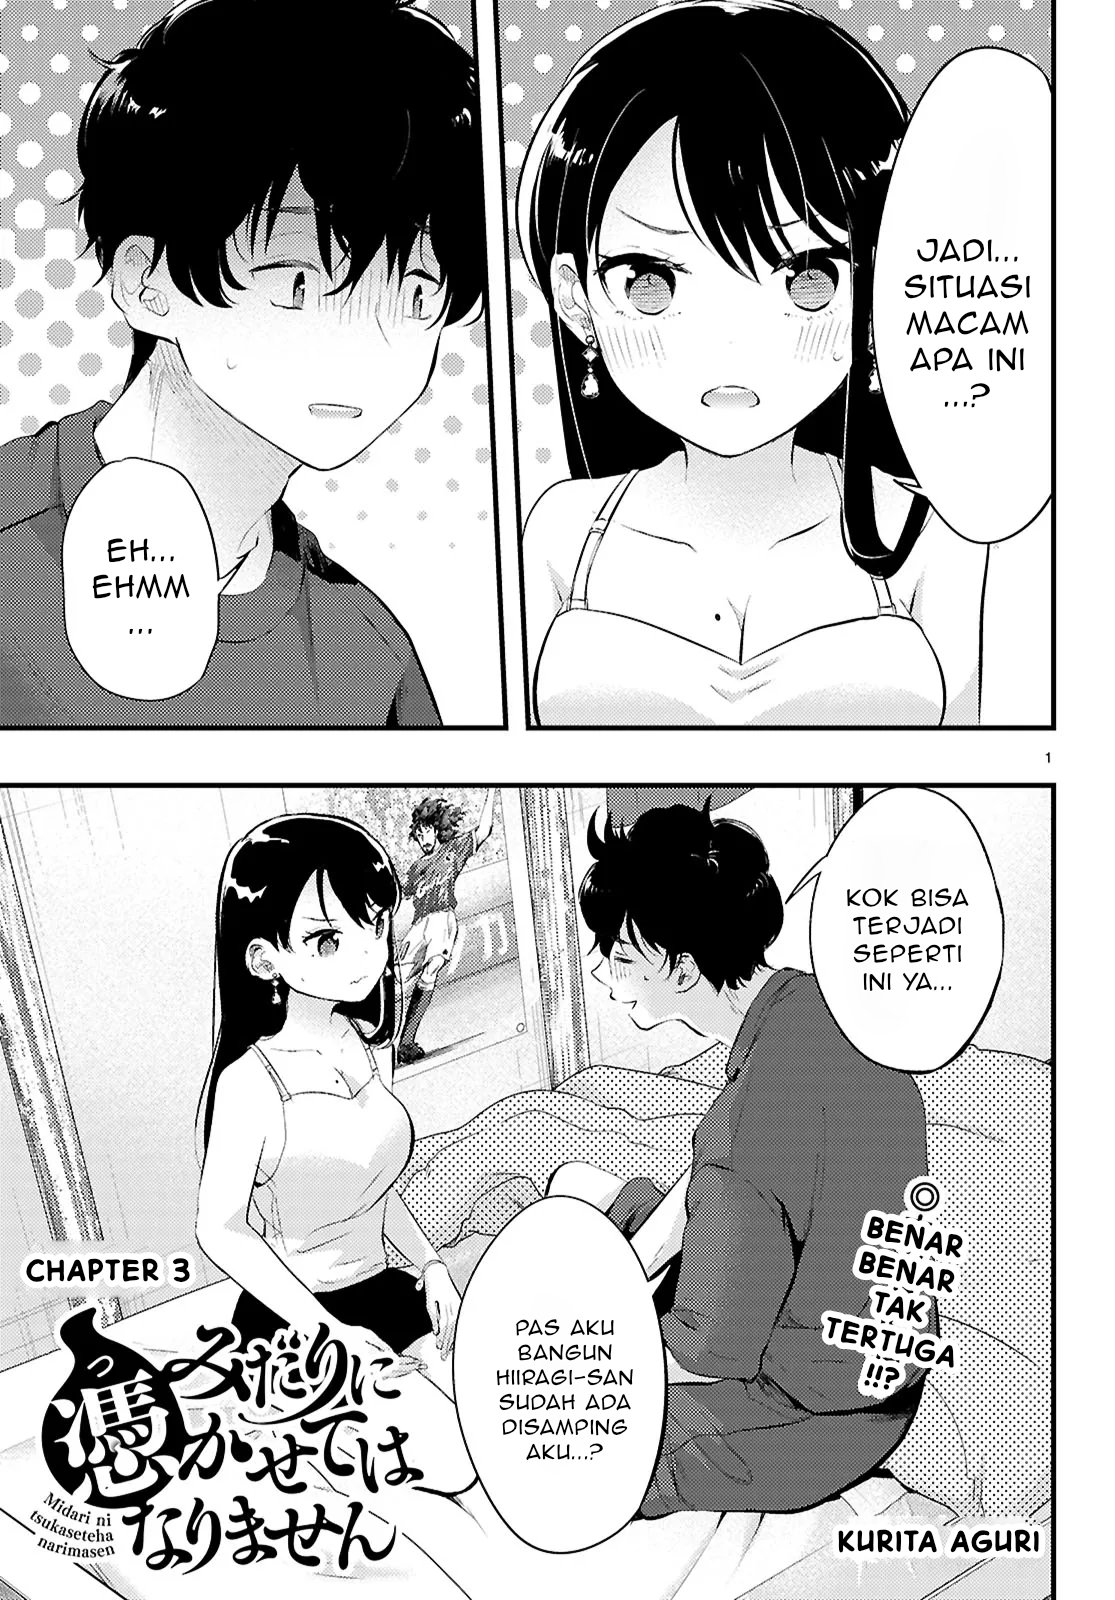 JADI...
SITUASI
MACAM
APA INI
...?
EH...
EHMM
...
1
KOK BISA
TERJADI
SEPERTI
INI YA...
BENAR
BENAR
TAK
TERTUGA
!!?
PAS AKU
BANGUN
HIIRAGI-SAN
SUDAH ADA
DISAMPING
AKU...?
CHAPTER 3
みだりに
憑っ
かせては
なりません
Midari ni
tsukaseteha
narimasen
KURITA AGURI